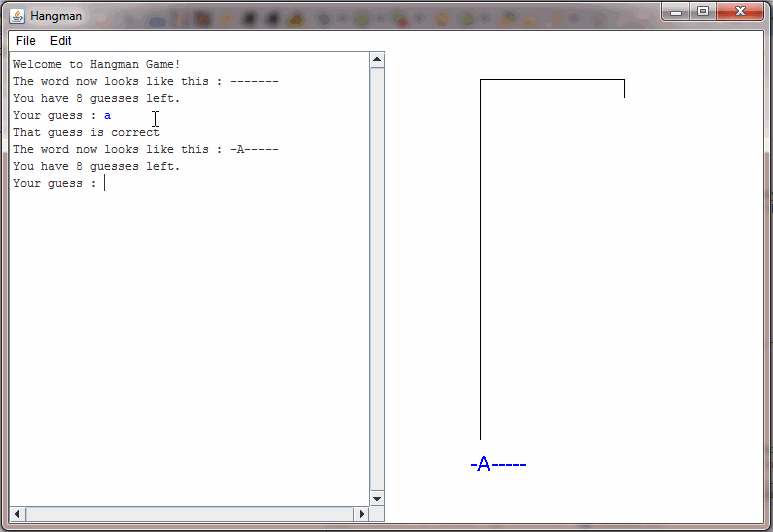 Hangman
File Edit
Welcome to Hangman Game!
The word now looks like this : -------
You have 8 guesses left.
Your guess : a
That guess is correct
The word now looks like this : -A-----
You have 8 guesses left.
Your guess :
-A-----